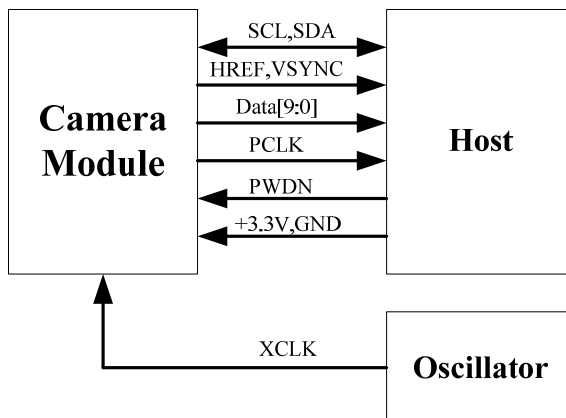 SCL,SDA
HREF,VSYNC
Data[9:0]
PCLK
PWDN
+3.3V,GND
Camera
Module
Host
XCLK
Oscillator